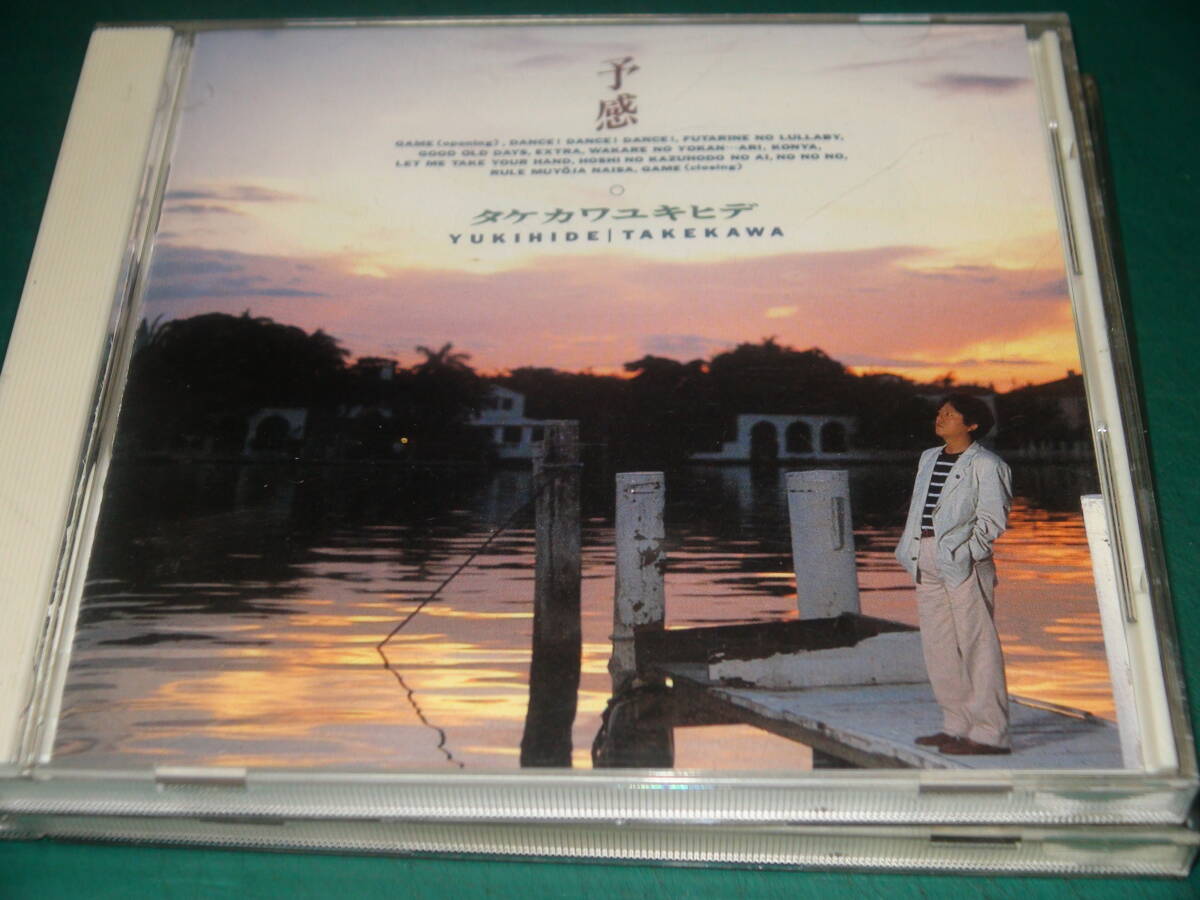 予感
GAME (opening), DANCE! DANCE! DANCE!, FUTARINE NO LULLABY,
GOOD OLD DAYS, EXTRA, WAKARE NO YOKAN—ARI, KONYA,
LET ME TAKE YOUR HAND, HOSHI NO KAZUHODO NO AI, NO NO NO,
RULE MUYŌJA NAISA, GAME (closing)
タケカワユキヒデ
YUKIHIDE | TAKEKAWA